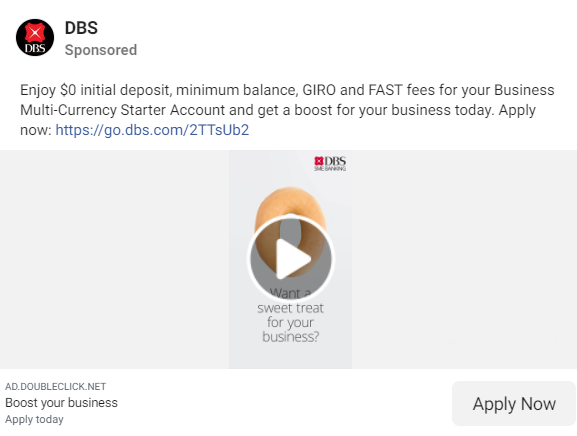 DBS
DBS
Sponsored
Enjoy $0 initial deposit, minimum balance, GIRO and FAST fees for your Business
Multi-Currency Starter Account and get a boost for your business today. Apply
now: https://go.dbs.com/2TTsUb2
DBS
SME BANKING
Want a
sweet treat
for your
business?
AD.DOUBLECLICK.NET
Boost your business
Apply today
Apply Now